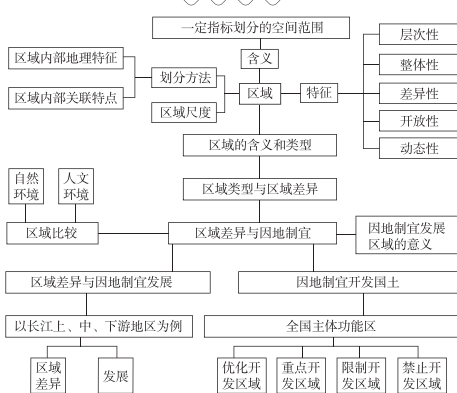 一定指标划分的空间范围
层次性
区域内部地理特征
含义
整体性
划分方法
区域
特征
差异性
区域内部关联特点
区域尺度
开放性
区域的含义和类型
动态性
自然
环境
人文
环境
区域类型与区域差异
区域比较
区域差异与因地制宜
因地制宜发展
区域的意义
区域差异与因地制宜发展
因地制宜开发国土
以长江上、中、下游地区为例
全国主体功能区
区域
差异
发展
优化开
发区域
重点开
发区域
限制开
发区域
禁止开
发区域